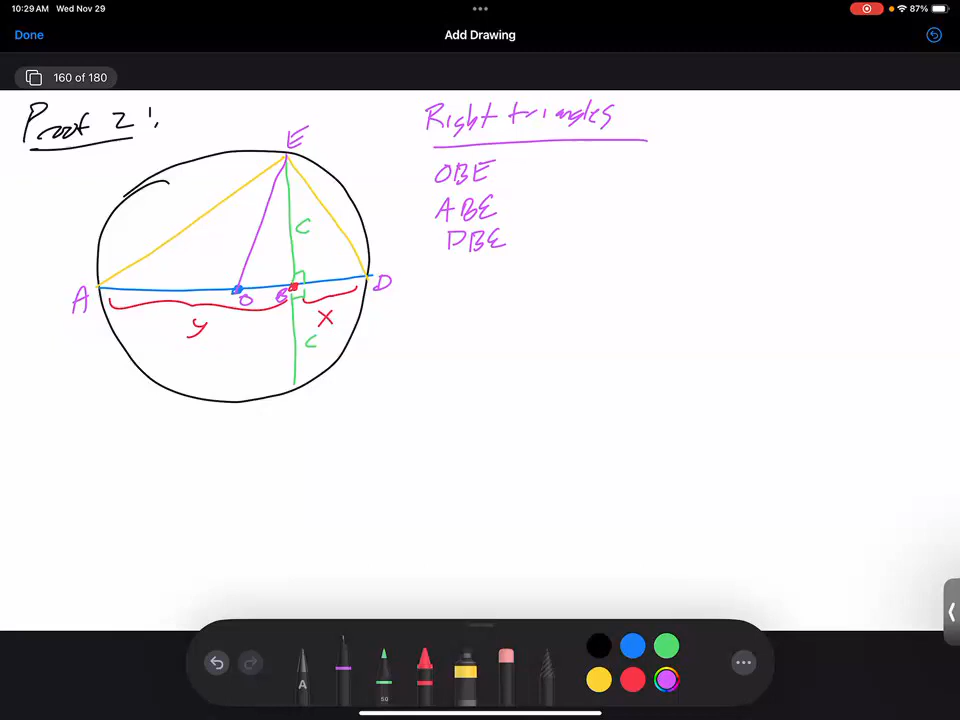 10:29 AM Wed Nov 29
87%
Done
Add Drawing
160 of 180
Proof 2:
Right triangles
OBE
ABE
DBE
E
C
A
O
B
D
y
x
C
A
50